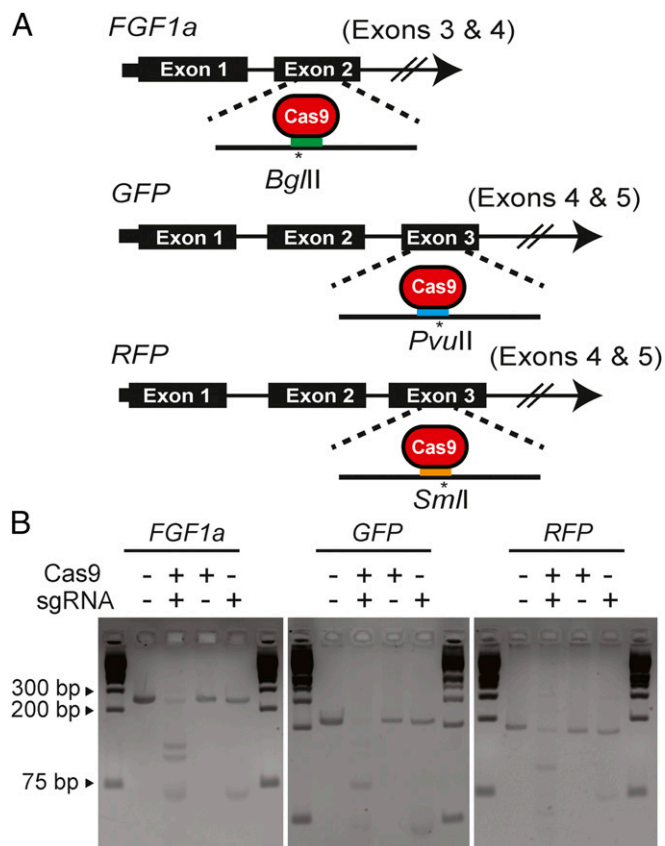 A
FGF1a
(Exons 3 & 4)
Exon 1
Exon 2
Cas9
*
BglII
GFP
(Exons 4 & 5)
Exon 1
Exon 2
Exon 3
Cas9
*
PvuII
RFP
(Exons 4 & 5)
Exon 1
Exon 2
Exon 3
Cas9
*
SmlI
B
FGF1a GFP RFP
Cas9 - + + - - + + - - + + -
sgRNA - + - + - + - + - + - +
300 bp
200 bp
75 bp